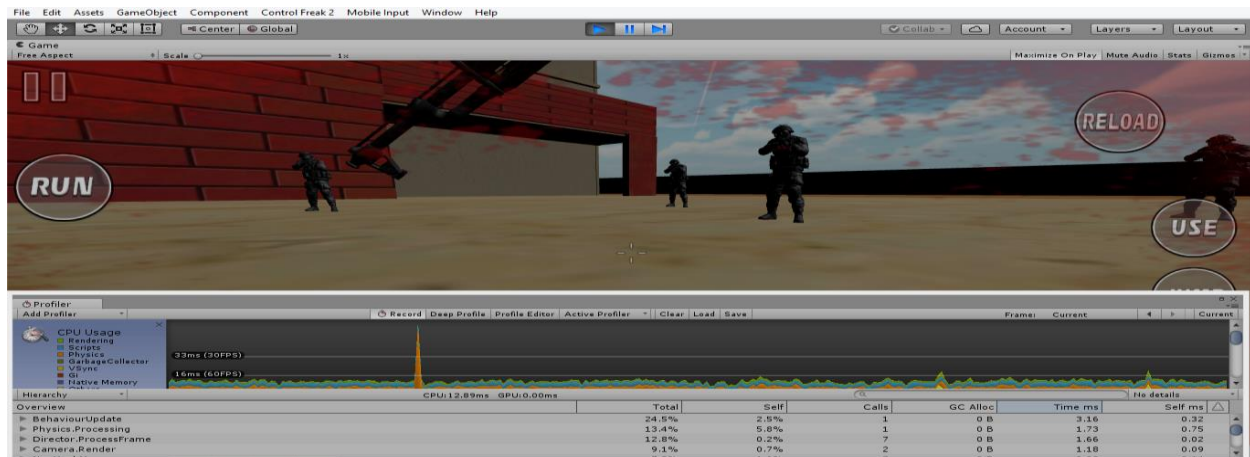 File Edit Assets GameObject Component Control Freak 2 Mobile Input Window Help
Center Global Collab Account Layers Layout
Game
Free Aspect Scale 1x Maximize On Play Mute Audio Stats Gizmos
RELOAD
RUN
USE
Profiler
Add Profiler Record Deep Profile Profile Editor Active Profiler Clear Load Save Frame: Current Current
CPU Usage
Rendering
Scripts
Physics 33ms (30FPS)
GarbageCollector
VSync
Gi 16ms (60FPS)
Native Memory
Hierarchy CPU:12.89ms GPU:0.00ms No details
Overview Total Self Calls GC Alloc Time ms Self ms
BehaviourUpdate 24.5% 2.5% 1 0 B 3.16 0.32
Physics.Processing 13.4% 5.8% 1 0 B 1.73 0.75
Director.ProcessFrame 12.8% 0.2% 7 0 B 1.66 0.02
Camera.Render 9.1% 0.7% 2 0 B 1.18 0.09